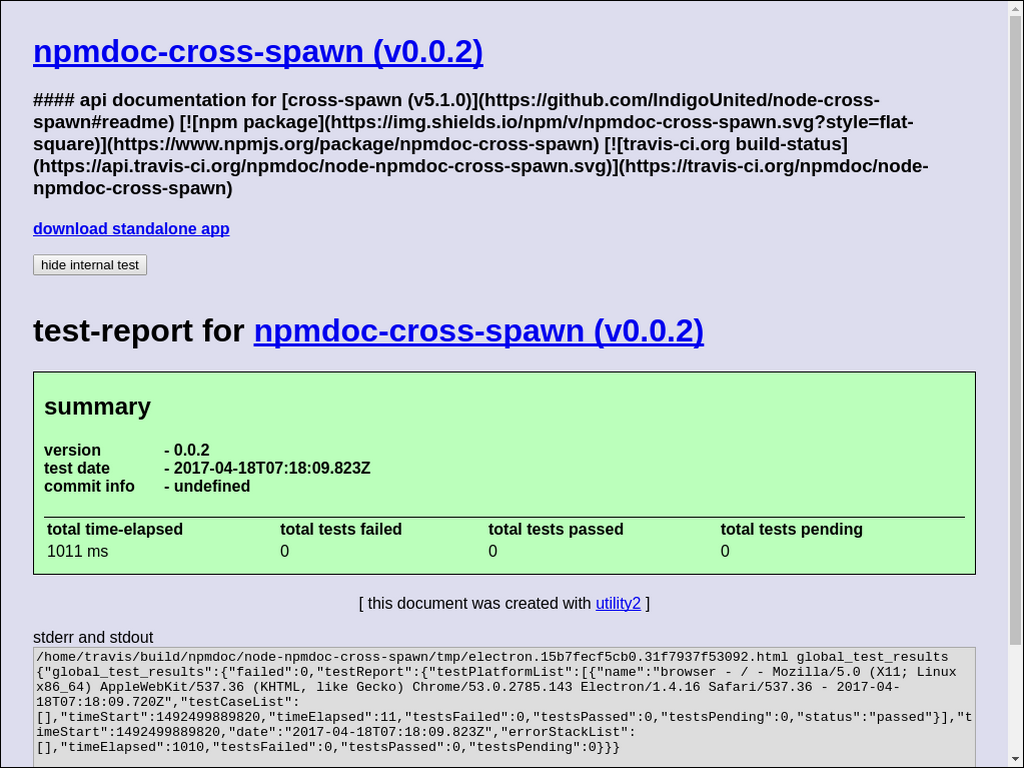 npmdoc-cross-spawn (v0.0.2)
#### api documentation for [cross-spawn (v5.1.0)](https://github.com/IndigoUnited/node-cross-
spawn#readme) [![npm package](https://img.shields.io/npm/v/npmdoc-cross-spawn.svg?style=flat-
square)](https://www.npmjs.org/package/npmdoc-cross-spawn) [![travis-ci.org build-status]
(https://api.travis-ci.org/npmdoc/node-npmdoc-cross-spawn.svg)](https://travis-ci.org/npmdoc/node-
npmdoc-cross-spawn)
download standalone app
hide internal test
test-report for npmdoc-cross-spawn (v0.0.2)
summary
version - 0.0.2
test date - 2017-04-18T07:18:09.823Z
commit info - undefined
total time-elapsed total tests failed total tests passed total tests pending
1011 ms 0 0 0
[ this document was created with utility2 ]
stderr and stdout
/home/travis/build/npmdoc/node-npmdoc-cross-spawn/tmp/electron.15b7fecf5cb0.31f7937f53092.html global_test_results
{"global_test_results":{"failed":0,"testReport":{"testPlatformList":[{"name":"browser - / - Mozilla/5.0 (X11; Linux
x86_64) AppleWebKit/537.36 (KHTML, like Gecko) Chrome/53.0.2785.143 Electron/1.4.16 Safari/537.36 - 2017-04-
18T07:18:09.720Z","testCaseList":
[],"timeStart":1492499889820,"timeElapsed":11,"testsFailed":0,"testsPassed":0,"testsPending":0,"status":"passed"}],"t
imeStart":1492499889820,"date":"2017-04-18T07:18:09.823Z","errorStackList":
[],"timeElapsed":1010,"testsFailed":0,"testsPassed":0,"testsPending":0}}}